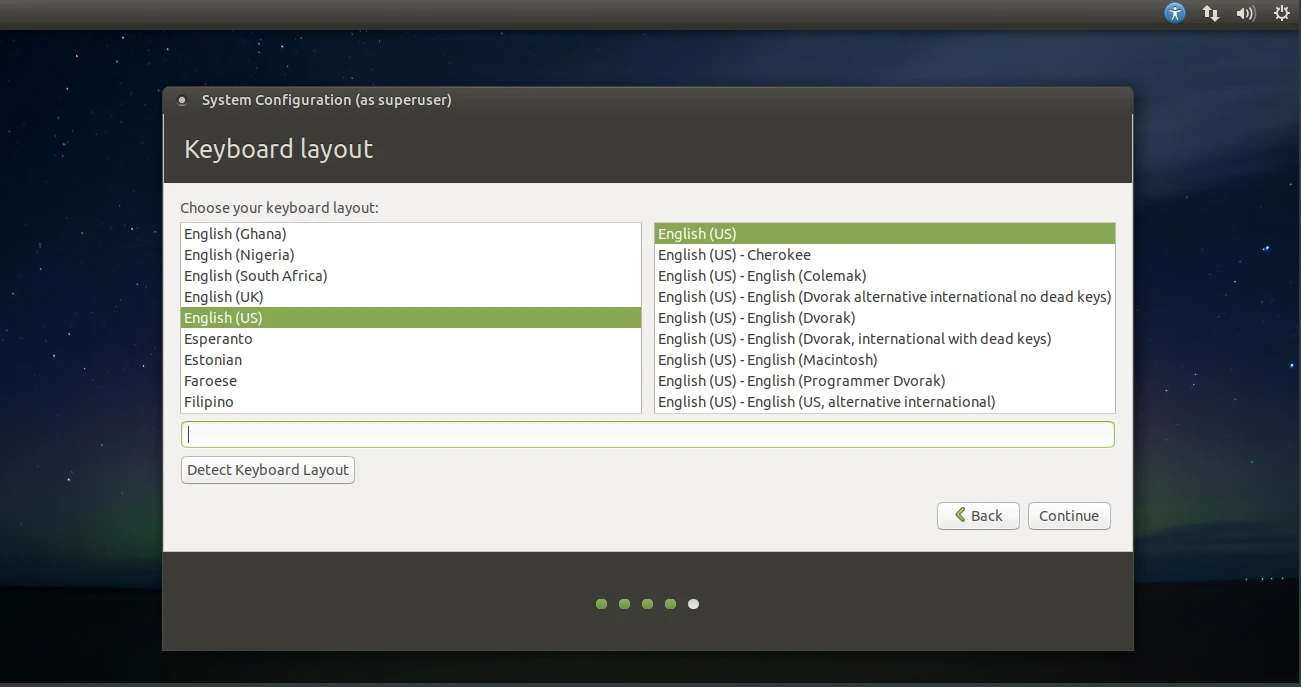 System Configuration (as superuser)
Keyboard layout
Choose your keyboard layout:
English (Ghana)
English (Nigeria)
English (South Africa)
English (UK)
English (US)
Esperanto
Estonian
Faroese
Filipino
English (US)
English (US) - Cherokee
English (US) - English (Colemak)
English (US) - English (Dvorak alternative international no dead keys)
English (US) - English (Dvorak)
English (US) - English (Dvorak, international with dead keys)
English (US) - English (Macintosh)
English (US) - English (Programmer Dvorak)
English (US) - English (US, alternative international)
Detect Keyboard Layout
Back
Continue